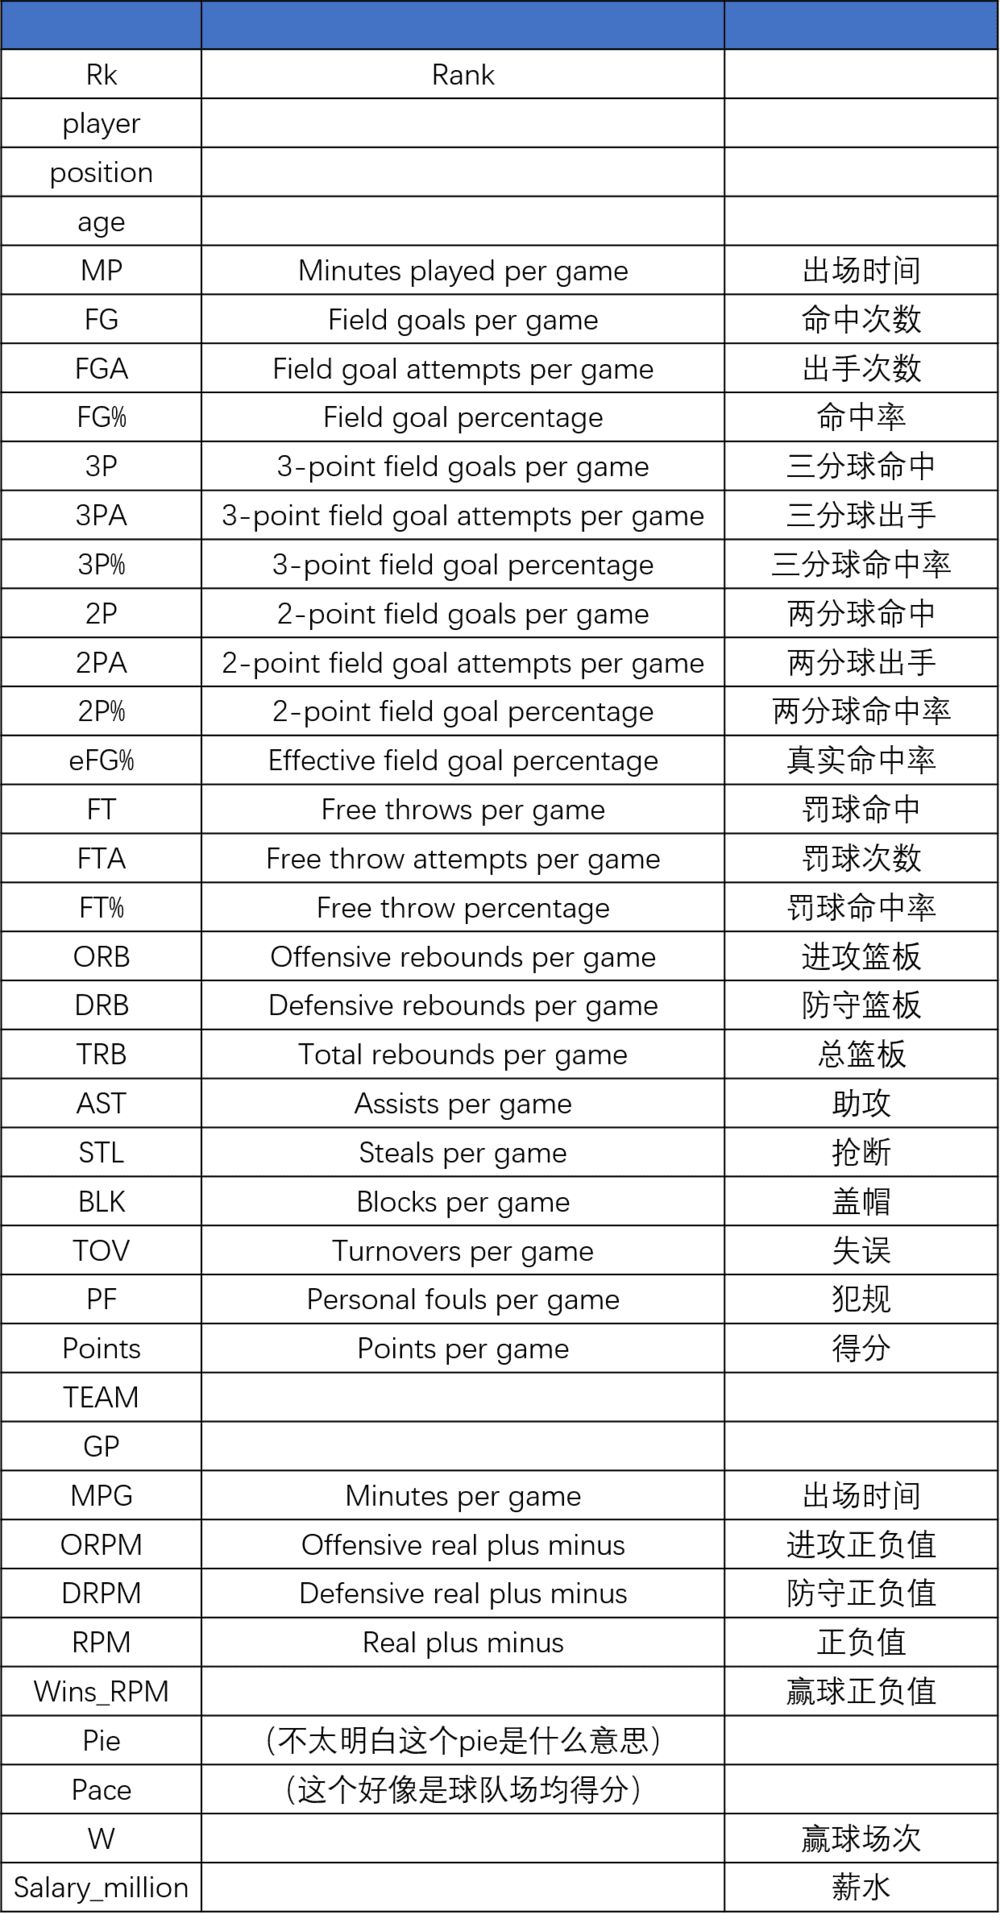 Rk Rank
player
position
age
MP Minutes played per game 出场时间
FG Field goals per game 命中次数
FGA Field goal attempts per game 出手次数
FG% Field goal percentage 命中率
3P 3-point field goals per game 三分球命中
3PA 3-point field goal attempts per game 三分球出手
3P% 3-point field goal percentage 三分球命中率
2P 2-point field goals per game 两分球命中
2PA 2-point field goal attempts per game 两分球出手
2P% 2-point field goal percentage 两分球命中率
eFG% Effective field goal percentage 真实命中率
FT Free throws per game 罚球命中
FTA Free throw attempts per game 罚球次数
FT% Free throw percentage 罚球命中率
ORB Offensive rebounds per game 进攻篮板
DRB Defensive rebounds per game 防守篮板
TRB Total rebounds per game 总篮板
AST Assists per game 助攻
STL Steals per game 抢断
BLK Blocks per game 盖帽
TOV Turnovers per game 失误
PF Personal fouls per game 犯规
Points Points per game 得分
TEAM
GP
MPG Minutes per game 出场时间
ORPM Offensive real plus minus 进攻正负值
DRPM Defensive real plus minus 防守正负值
RPM Real plus minus 正负值
Wins_RPM 赢球正负值
Pie （不太明白这个pie是什么意思）
Pace （这个好像是球队场均得分）
W 赢球场次
Salary_million 薪水